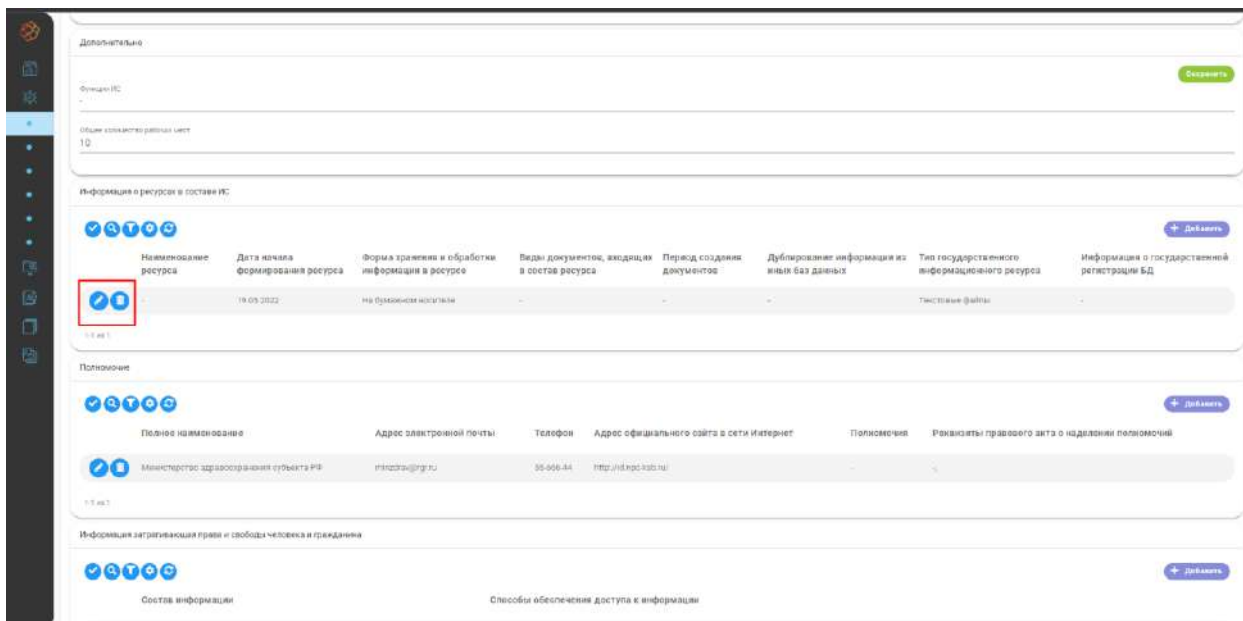 Дополнительно
Сохранить
Функции ИС
-
Общее количество рабочих мест
10
Информация о ресурсах в составе ИС
+ Добавить
Наименование ресурса Дата начала формирования ресурса Форма хранения и обработки информации в ресурсе Виды документов, входящих в состав ресурса Период создания документов Дублирование информации из иных баз данных Тип государственного информационного ресурса Информация о государственной регистрации БД
- 19.05.2022 На бумажном носителе - - - Текстовые файлы -
1-1 из 1
Полномочие
+ Добавить
Полное наименование Адрес электронной почты Телефон Адрес официального сайта в сети Интернет Полномочия Реквизиты правового акта о наделении полномочий
Министерство здравоохранения субъекта РФ
1-1 из 1
Информация затрагивающая права и свободы человека и гражданина
+ Добавить
Состав информации Способы обеспечения доступа к информации